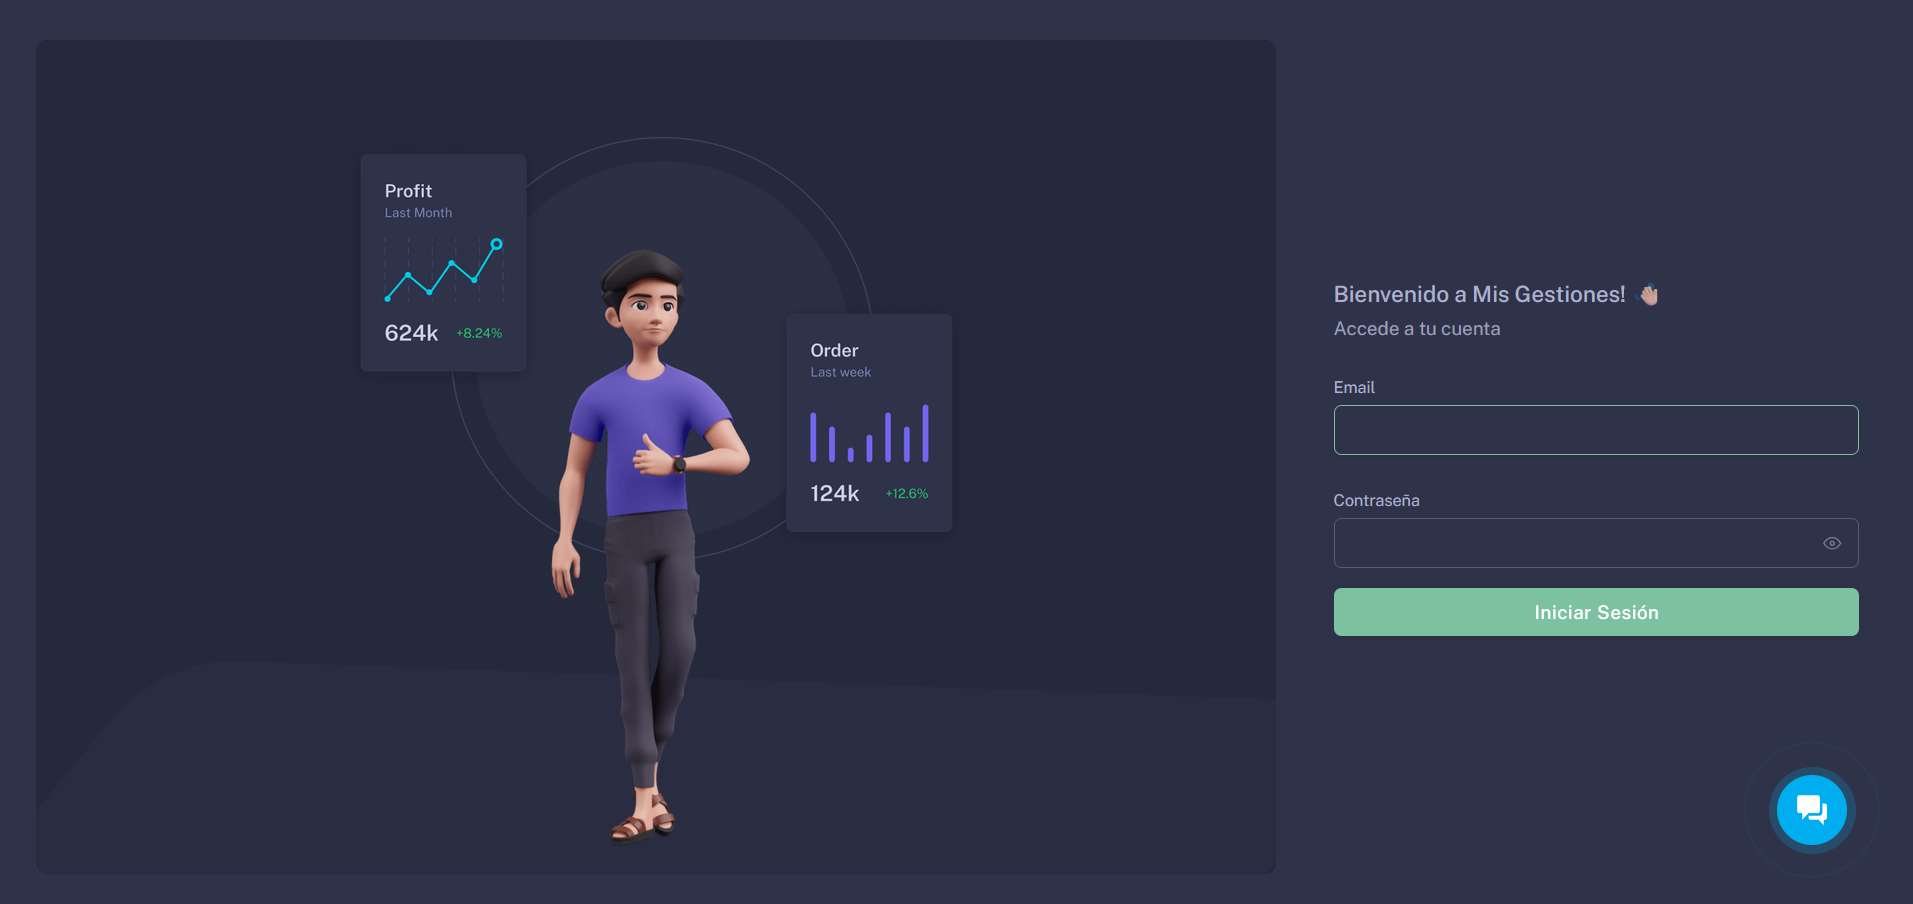 Profit
Last Month
624k +8.24%
Order
Last week
124k +12.6%
Bienvenido a Mis Gestiones! 👋🏼
Accede a tu cuenta
Email
Contraseña
Iniciar Sesión